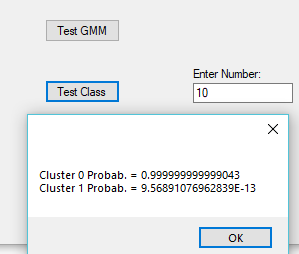 Test GMM
Enter Number:
Test Class
10
Cluster 0 Probab. = 0.999999999999043
Cluster 1 Probab. = 9.56891076962839E-13
OK